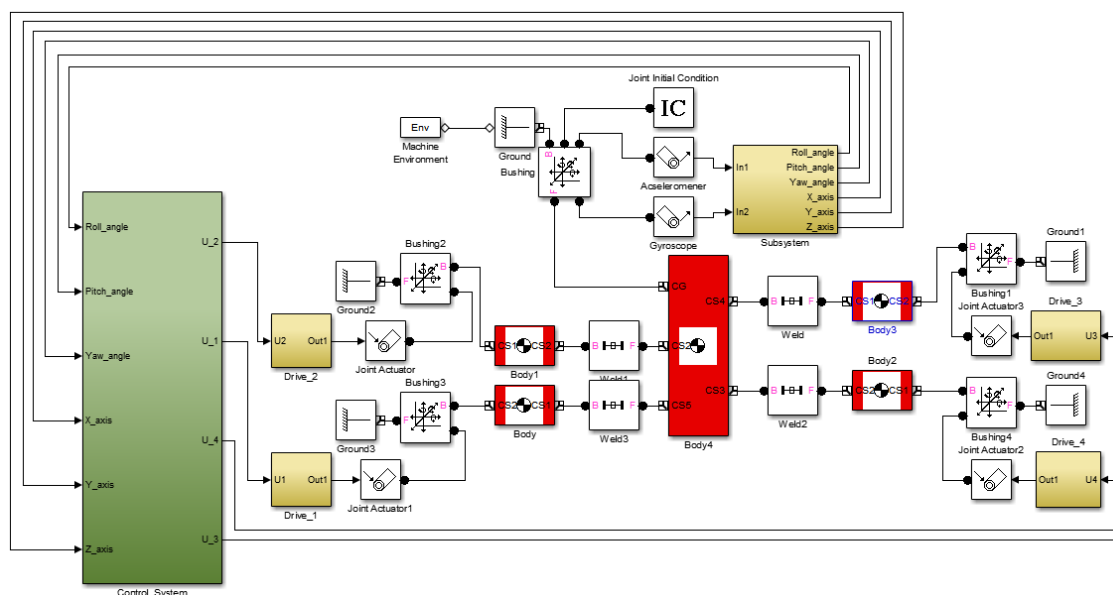 Joint Initial Condition
IC
Env
Machine
Environment
Ground
Bushing
B
F
Acseleromener
Gyroscope
In1
In2
Roll_angle
Pitch_angle
Yaw_angle
X_axis
Y_axis
Z_axis
Subsystem
Roll_angle
Pitch_angle
Yaw_angle
X_axis
Y_axis
Z_axis
U_2
U_1
U_4
U_3
Control_System
Bushing2
F
B
Ground2
U2
Out1
Drive_2
Joint Actuator
Bushing3
F
B
Ground3
U1
Out1
Drive_1
Joint Actuator1
CS1
CS2
Body1
B
F
Weld1
CS2
CS1
Body
B
F
Weld3
CG
CS4
CS2
CS3
CS5
Body4
B
F
Weld
CS1
CS2
Body3
B
F
Weld2
Body2
CS2
CS1
B
F
Bushing1
Ground1
Joint Actuator3
Drive_3
Out1
U3
B
F
Bushing4
Ground4
Joint Actuator2
Drive_4
Out1
U4